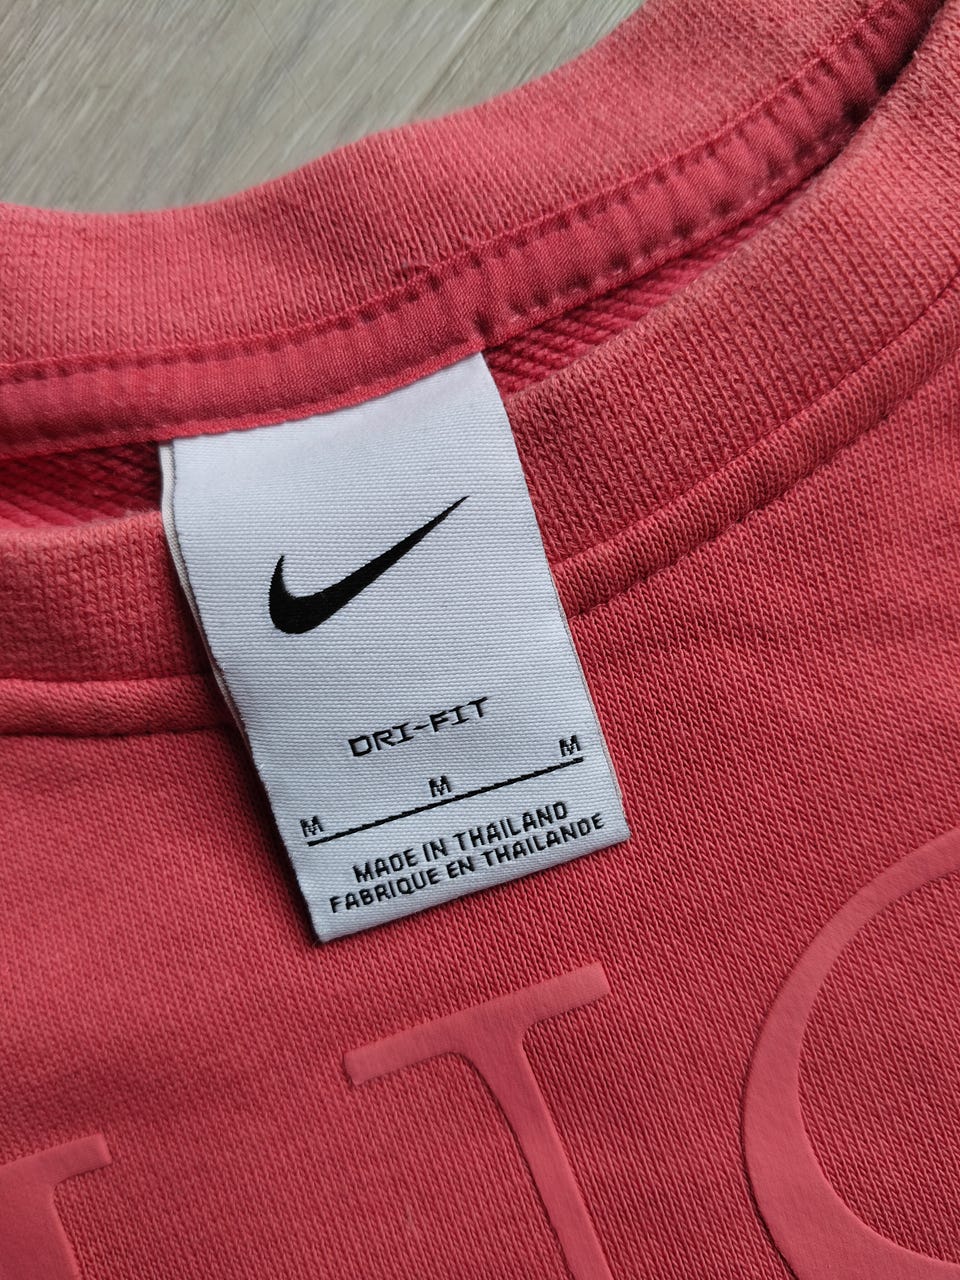 DRI-FIT
M M M
MADE IN THAILAND
FABRIQUE EN THAILANDE